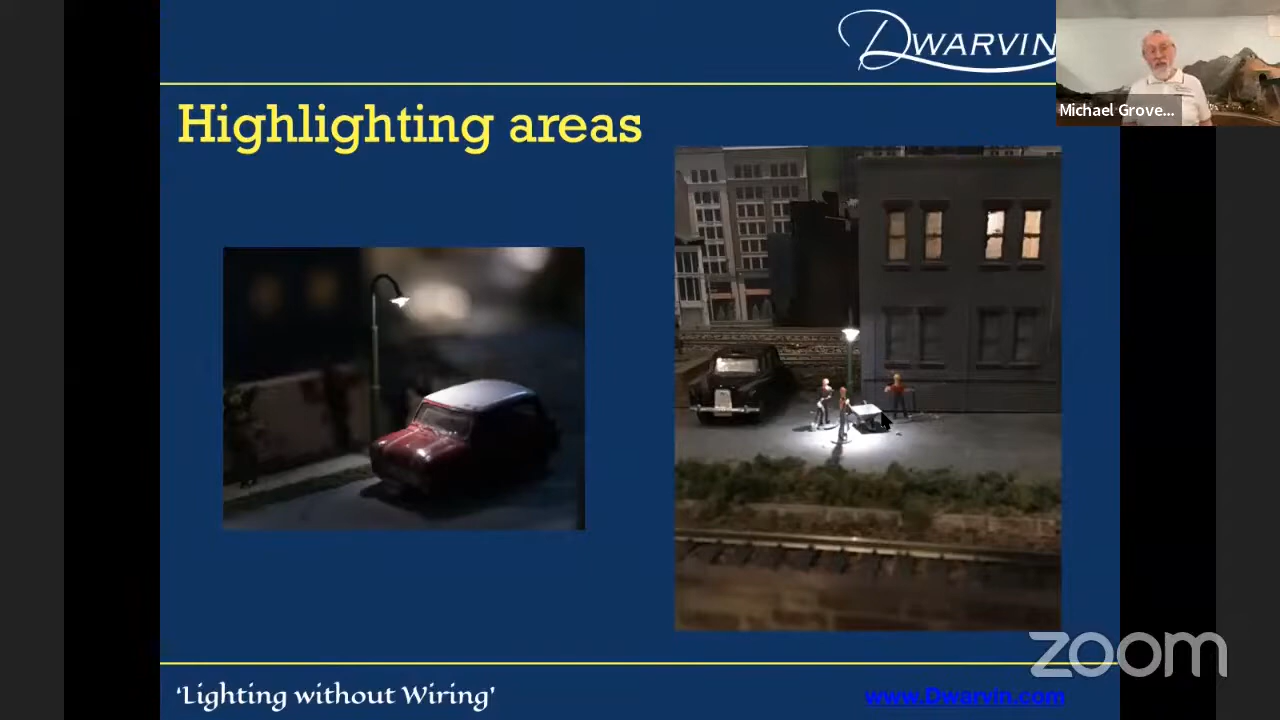 DWARVIN
Michael Grove...
Highlighting areas
zoom
'Lighting without Wiring'
www.Dwarvin.com